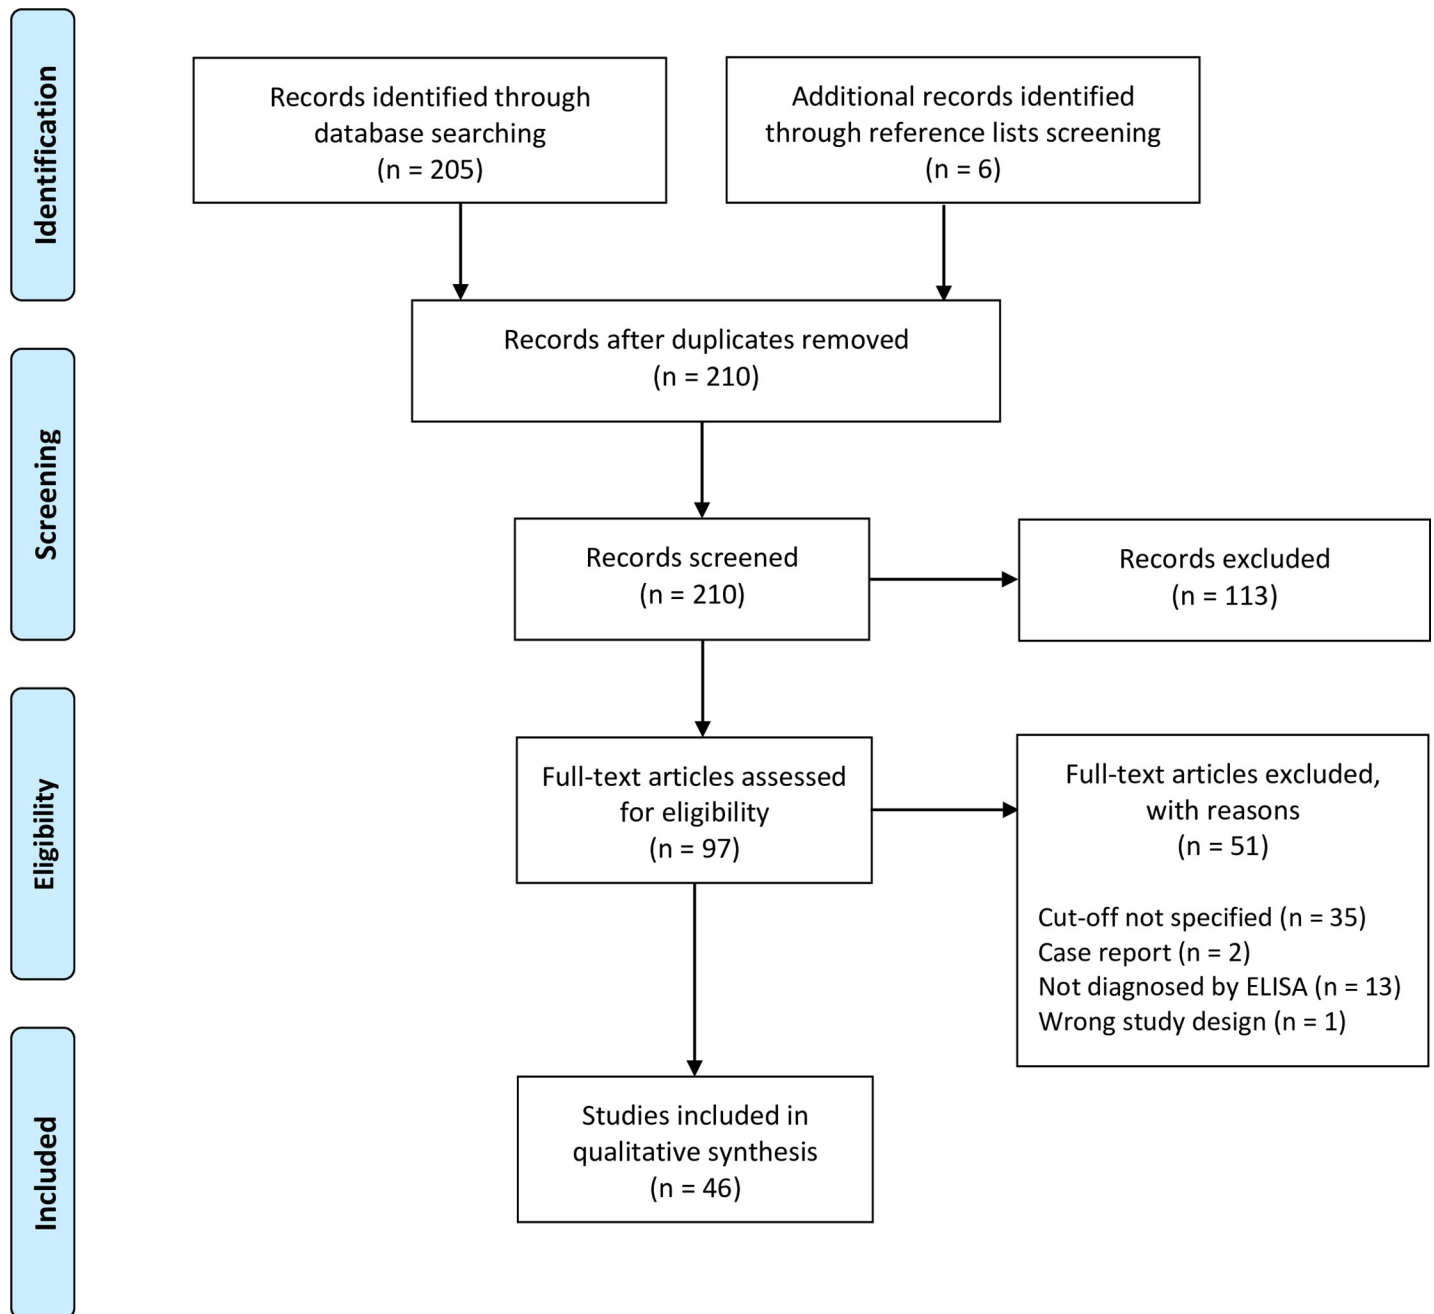 Identification
Records identified through
database searching
(n = 205)
Additional records identified
through reference lists screening
(n = 6)
Records after duplicates removed
(n = 210)
Screening
Records screened
(n = 210)
Records excluded
(n = 113)
Eligibility
Full-text articles assessed
for eligibility
(n = 97)
Full-text articles excluded,
with reasons
(n = 51)
Cut-off not specified (n = 35)
Case report (n = 2)
Not diagnosed by ELISA (n = 13)
Wrong study design (n = 1)
Included
Studies included in
qualitative synthesis
(n = 46)